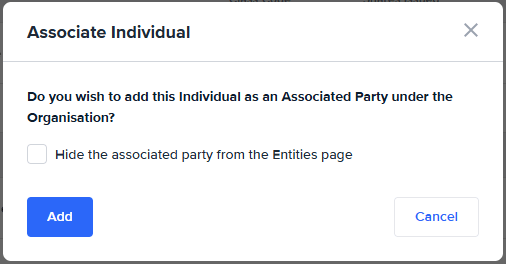 Associate Individual
Do you wish to add this Individual as an Associated Party under the
Organisation?
Hide the associated party from the Entities page
Add
Cancel